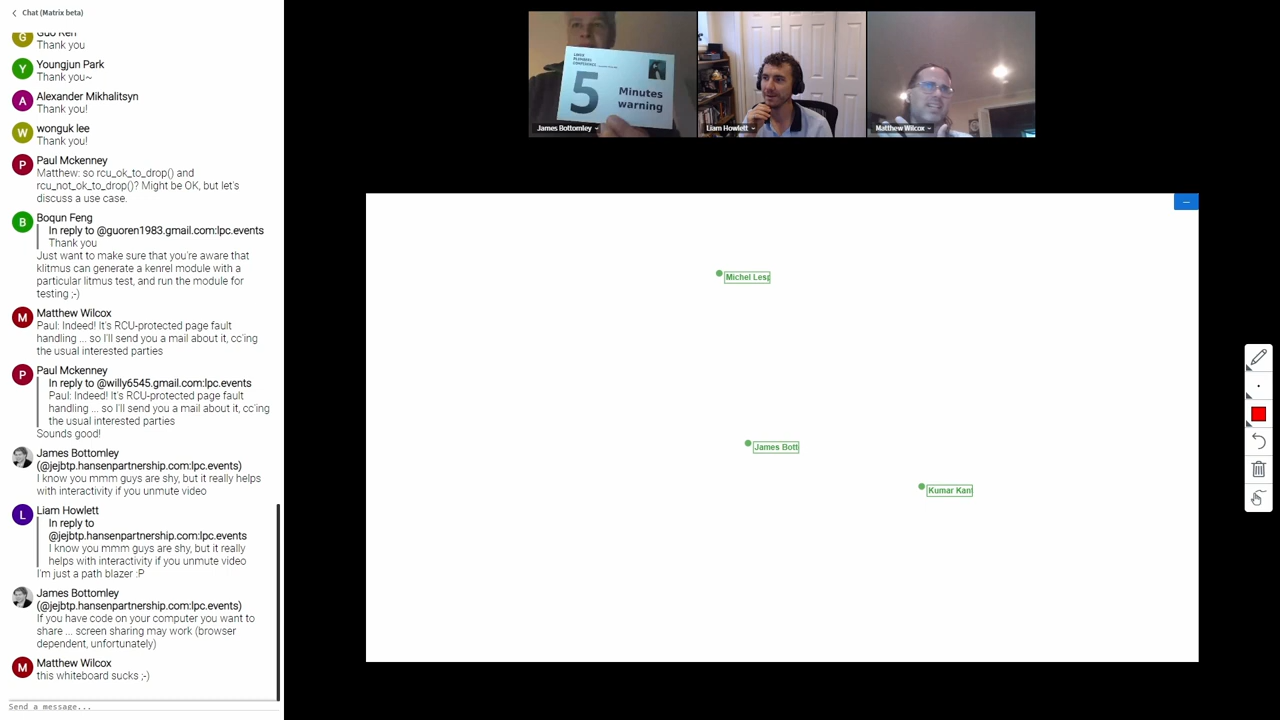 Chat (Matrix beta)
Guo Ren
Thank you
Youngjun Park
Thank you~
Alexander Mikhalitsyn
Thank you!
wonguk lee
Thank you!
Paul Mckenney
Matthew: so rcu_ok_to_drop() and
rcu_not_ok_to_drop()? Might be OK, but let's
discuss a use case.
Boqun Feng
In reply to @guoren1983.gmail.com:lpc.events
Thank you
Just want to make sure that you're aware that
klitmus can generate a kenrel module with a
particular litmus test, and run the module for
testing ;-)
Matthew Wilcox
Paul: Indeed! It's RCU-protected page fault
handling ... so I'll send you a mail about it, cc'ing
the usual interested parties
Paul Mckenney
In reply to @willy6545.gmail.com:lpc.events
Paul: Indeed! It's RCU-protected page fault
handling ... so I'll send you a mail about it, cc'ing
the usual interested parties
Sounds good!
James Bottomley
(@jejbtp.hansenpartnership.com:lpc.events)
I know you mmm guys are shy, but it really helps
with interactivity if you unmute video
Liam Howlett
In reply to
@jejbtp.hansenpartnership.com:lpc.events
I know you mmm guys are shy, but it really
helps with interactivity if you unmute video
I'm just a path blazer :P
James Bottomley
(@jejbtp.hansenpartnership.com:lpc.events)
If you have code on your computer you want to
share ... screen sharing may work (browser
dependent, unfortunately)
Matthew Wilcox
this whiteboard sucks ;-)
Send a message...
LINUX
PLUMBERS
CONFERENCE
5 Minutes
warning
James Bottomley
Liam Howlett
Matthew Wilcox
Michel Lesp
James Bott
Kumar Kant
G
Y
A
W
P
B
M
P
L
M